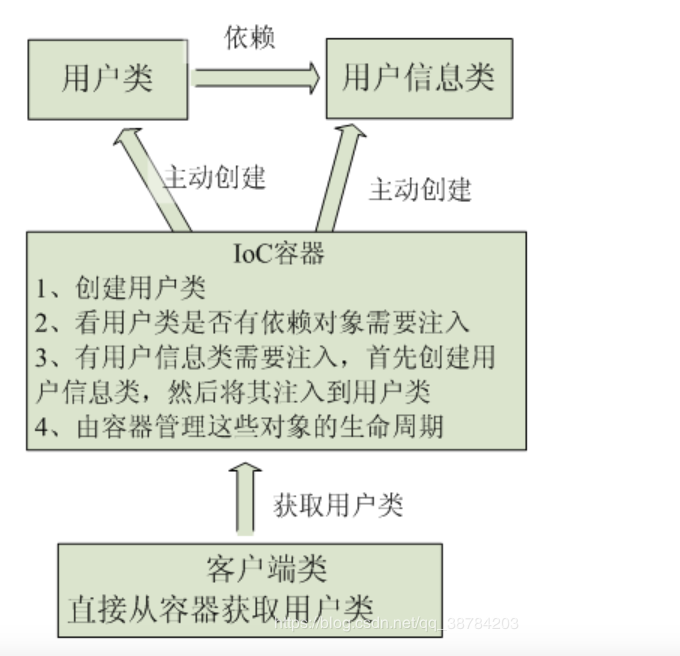 依赖
用户类
用户信息类
主动创建
主动创建
IoC容器
1、创建用户类
2、看用户类是否有依赖对象需要注入
3、有用户信息类需要注入，首先创建用
户信息类，然后将其注入到用户类
4、由容器管理这些对象的生命周期
获取用户类
客户端类
直接从容器获取用户类
https://blog.csdn.net/qq_38784203